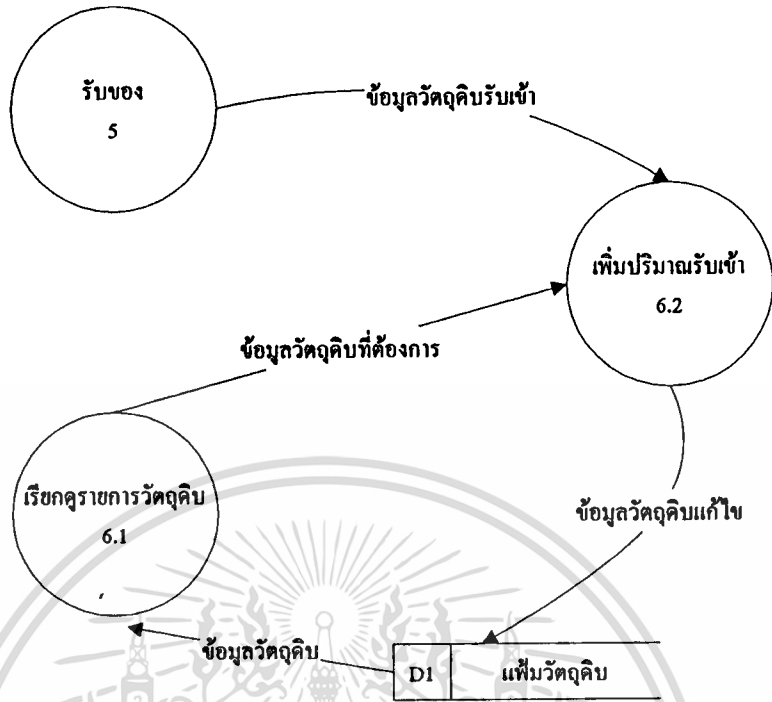 รับของ
5
ข้อมูลวัตถุดิบรับเข้า
เพิ่มปริมาณรับเข้า
6.2
ข้อมูลวัตถุดิบที่ต้องการ
เรียกดูรายการวัตถุดิบ
6.1
ข้อมูลวัตถุดิบแก้ไข
ข้อมูลวัตถุดิบ
D1
แฟ้มวัตถุดิบ